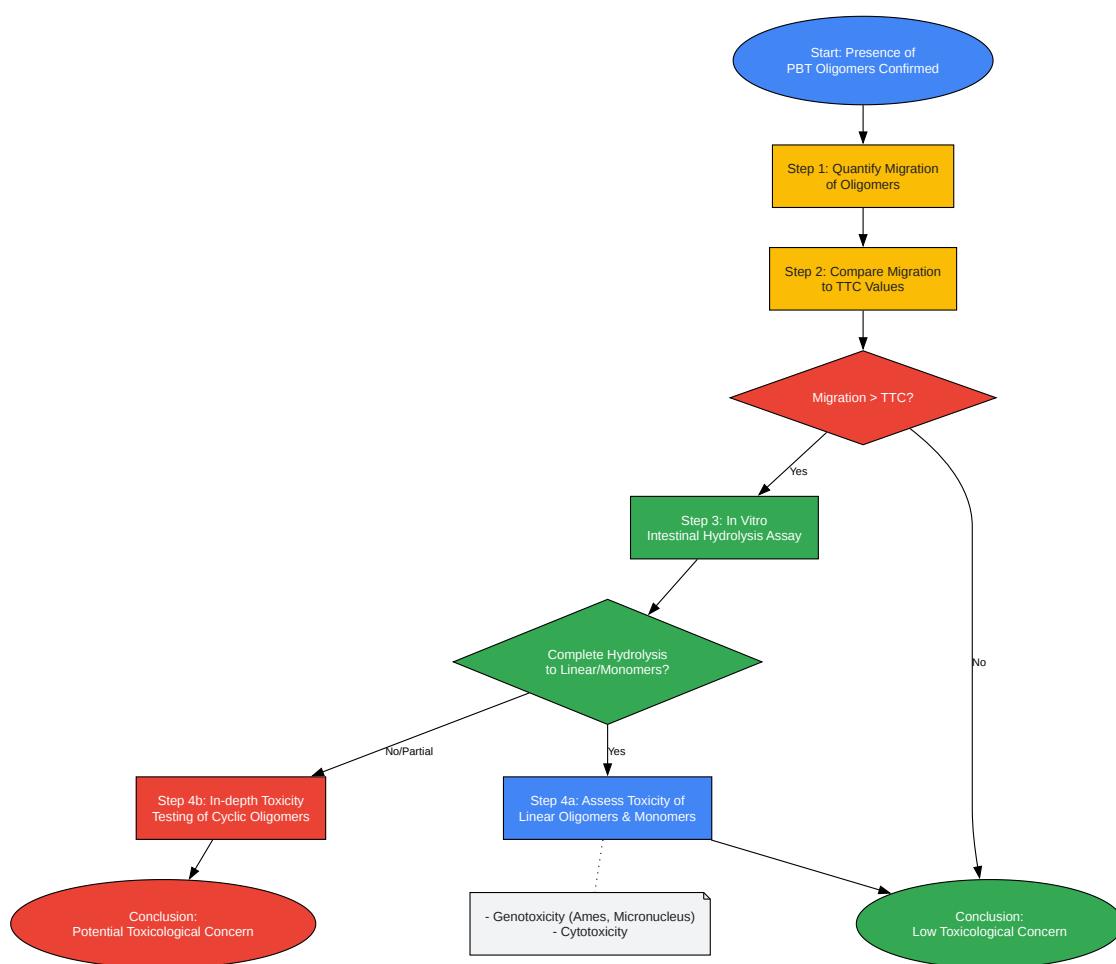 Start: Presence of
PBT Oligomers Confirmed
Step 1: Quantify Migration
of Oligomers
Step 2: Compare Migration
to TTC Values
Migration > TTC?
Yes
Step 3: In Vitro
Intestinal Hydrolysis Assay
Complete Hydrolysis
to Linear/Monomers?
No
No/Partial
Yes
Step 4b: In-depth Toxicity
Testing of Cyclic Oligomers
Step 4a: Assess Toxicity of
Linear Oligomers & Monomers
Conclusion:
Potential Toxicological Concern
- Genotoxicity (Ames, Micronucleus)
- Cytotoxicity
Conclusion:
Low Toxicological Concern